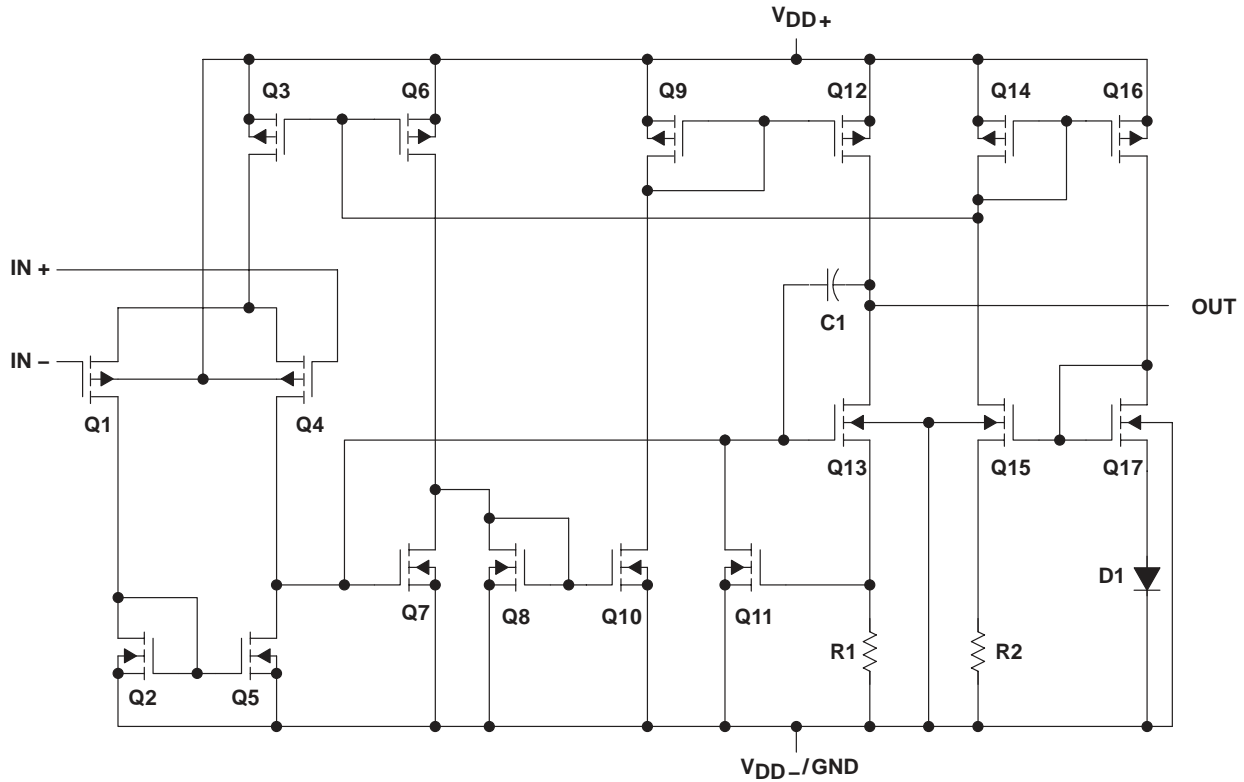 VDD+
Q3
Q6
Q9
Q12
Q14
Q16
IN +
C1
OUT
IN –
Q1
Q4
Q13
Q15
Q17
D1
Q7
Q8
Q10
Q11
R1
R2
Q2
Q5
VDD–/GND